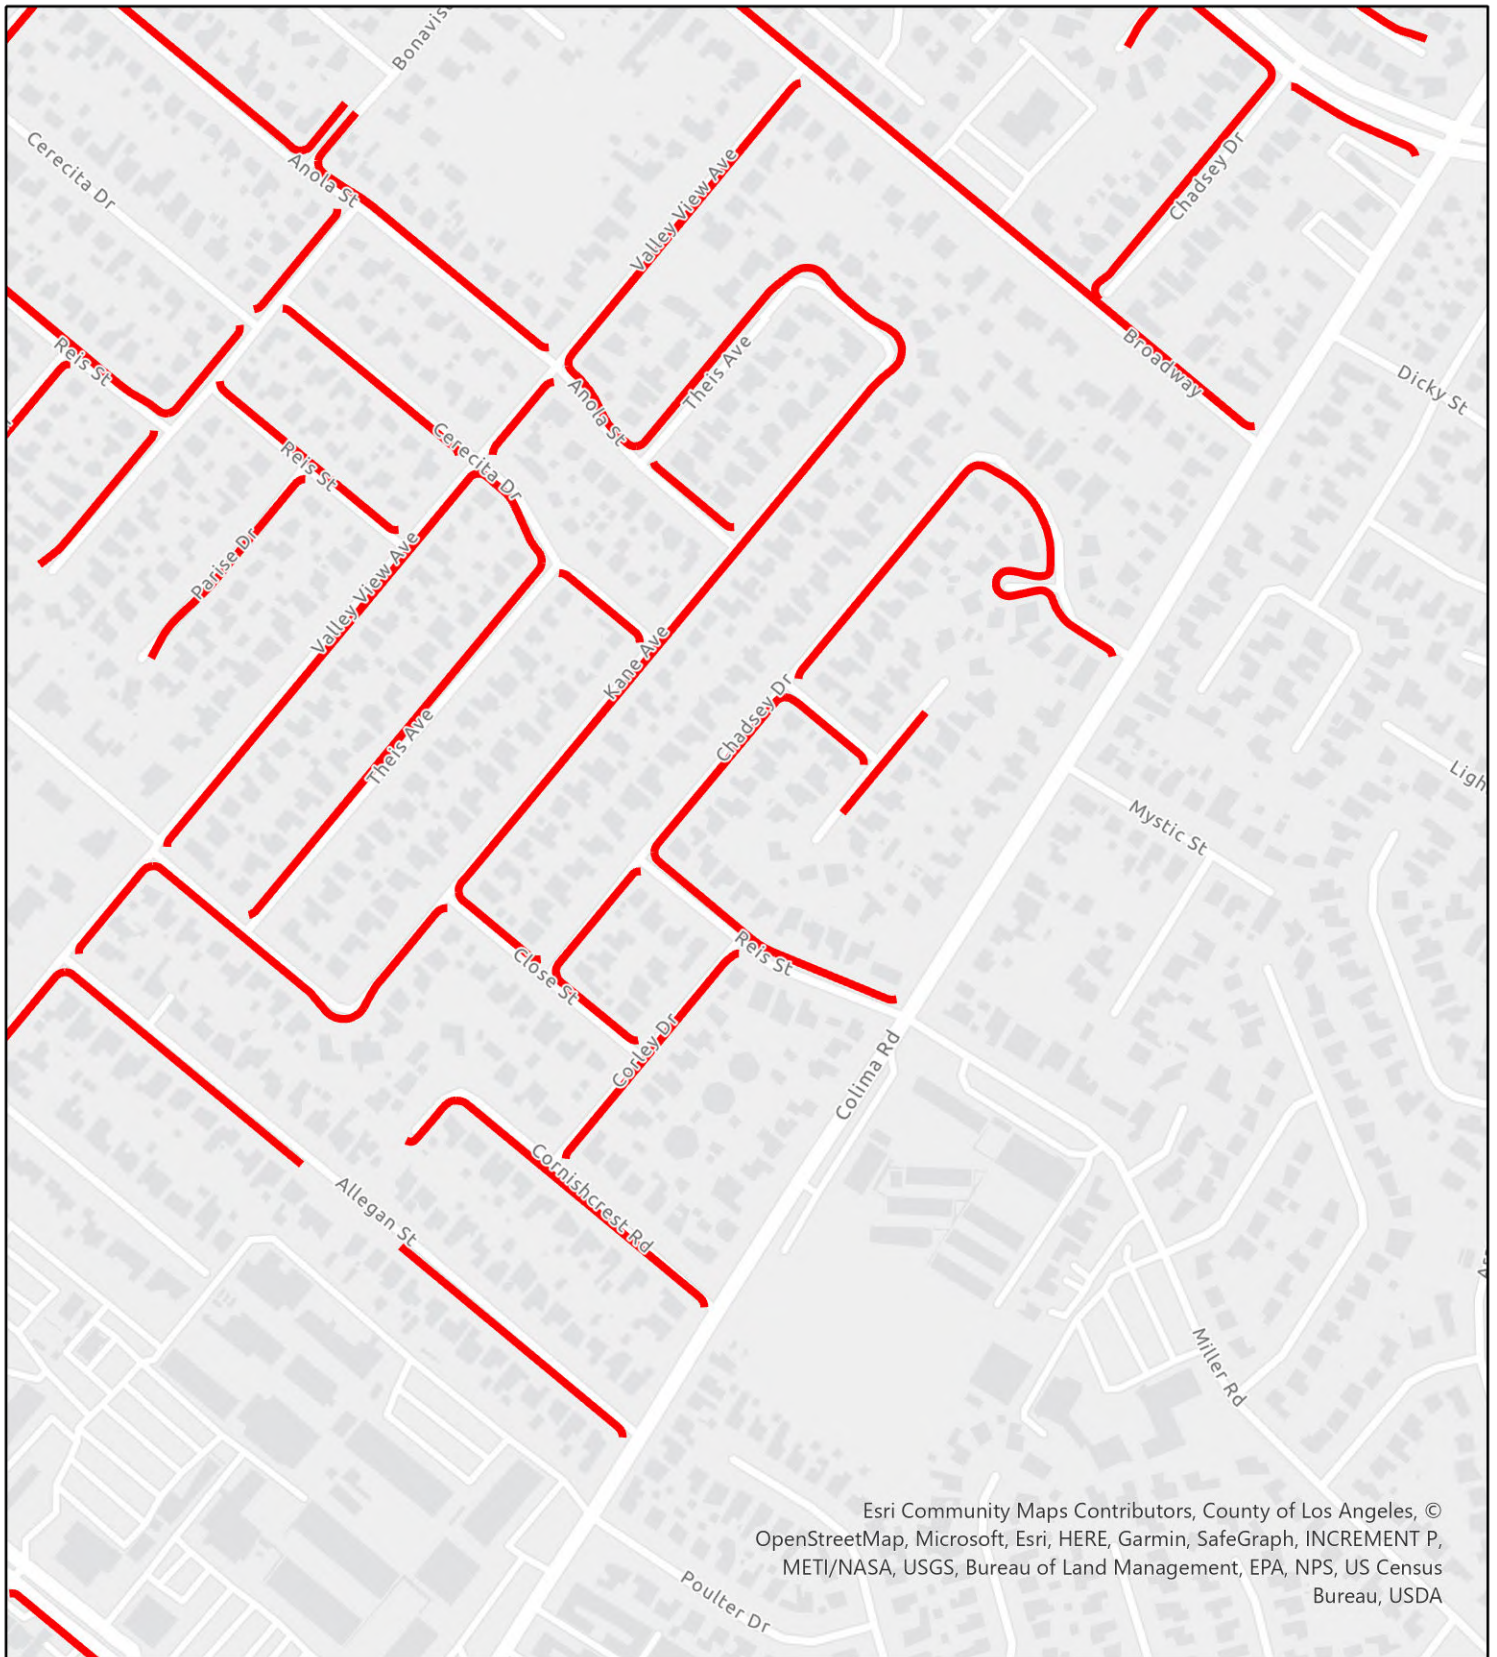 Bonavis
Cerecita Dr
Anola St
Chadsey Dr
Valley View Ave
Reis St
Theis Ave
Anola St
Broadway
Dicky St
Cerecita Dr
Reis St
Parise Dr
Valley View Ave
Kane Ave
Theis Ave
Chadsey Dr
Ligh
Mystic St
Reis St
Close St
Corley Dr
Colima Rd
Cornishcrest Rd
Allegan St
Miller Rd
Poulter Dr
Esri Community Maps Contributors, County of Los Angeles, ©
OpenStreetMap, Microsoft, Esri, HERE, Garmin, SafeGraph, INCREMENT P,
METI/NASA, USGS, Bureau of Land Management, EPA, NPS, US Census
Bureau, USDA